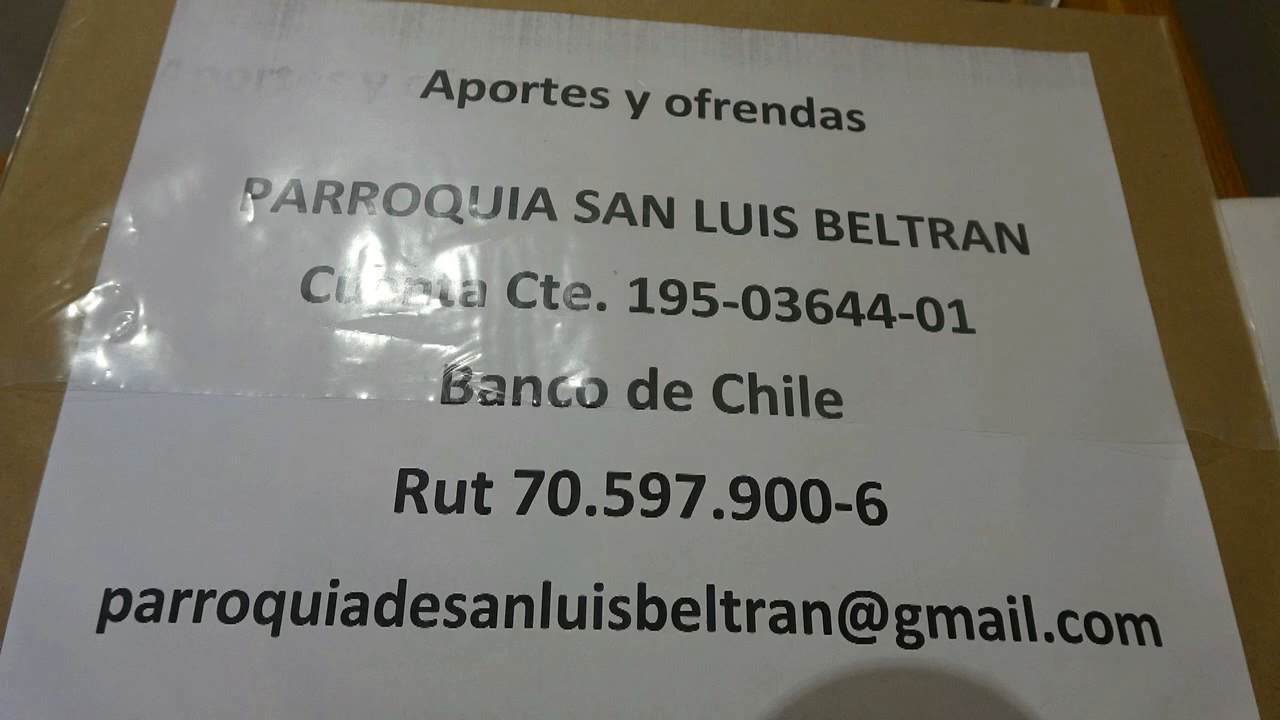 Aportes y ofrendas
PARROQUIA SAN LUIS BELTRAN
Cuenta Cte. 195-03644-01
Banco de Chile
Rut 70.597.900-6
parroquiadesanluisbeltran@gmail.com